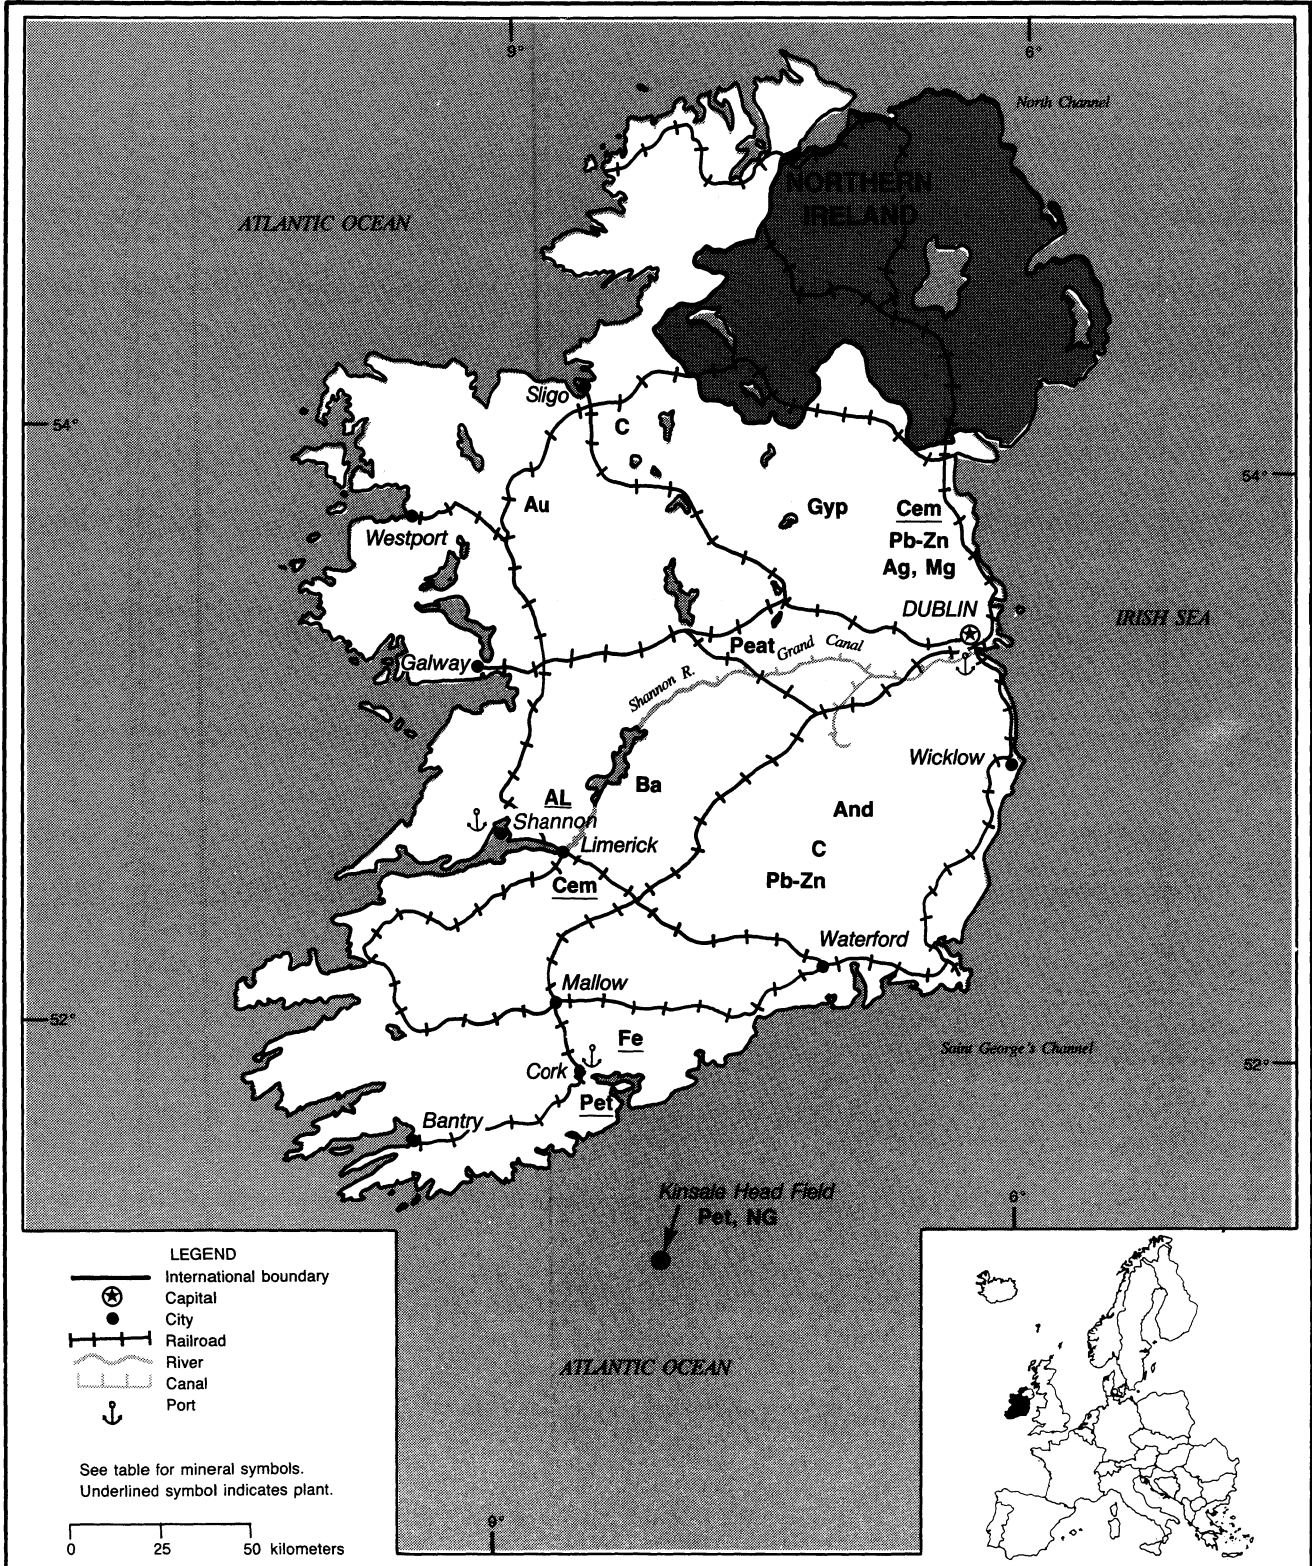 9°
6°
North Channel
NORTHERN
IRELAND
ATLANTIC OCEAN
Sligo
54°
C
54°
Au
Gyp
Cem
Westport
Pb-Zn
Ag, Mg
DUBLIN
IRISH SEA
Peat
Grand Canal
Galway
Shannon R.
Wicklow
Ba
AL
And
Shannon
Limerick
C
Cem
Pb-Zn
Waterford
Mallow
52°
Fe
Saint George's Channel
52°
Cork
Pet
Bantry
Kinsale Head Field
Pet, NG
6°
LEGEND
International boundary
Capital
City
Railroad
River
Canal
Port
ATLANTIC OCEAN
See table for mineral symbols.
Underlined symbol indicates plant.
9°
0 25 50 kilometers